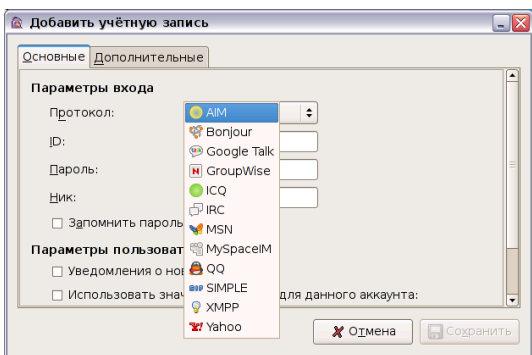 Добавить учётную запись
Основные Дополнительные
Параметры входа
Протокол: AIM
Bonjour
ID:
Google Talk
Пароль: GroupWise
ICQ
Ник:
IRC
Запомнить пароль MSN
MySpaceIM
Параметры пользоват
Уведомления о нов QQ
Использовать знач SIMPLE для данного аккаунта:
XMPP
Yahoo
Отмена Сохранить